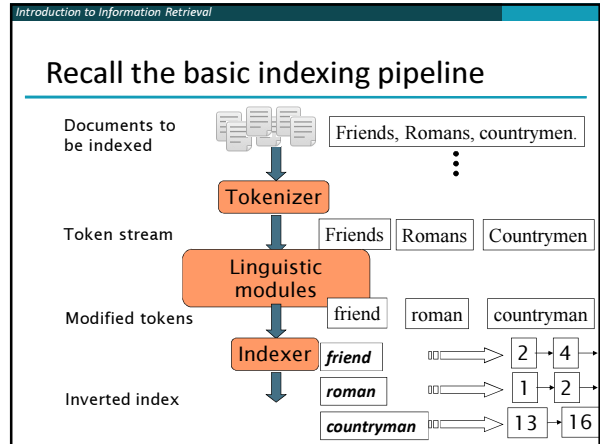 Introduction to Information Retrieval
Recall the basic indexing pipeline
Documents to
be indexed
Friends, Romans, countrymen.
Tokenizer
Token stream
Friends Romans Countrymen
Linguistic
modules
Modified tokens
friend roman countryman
Indexer
friend 2 4
roman 1 2
Inverted index
countryman 13 16